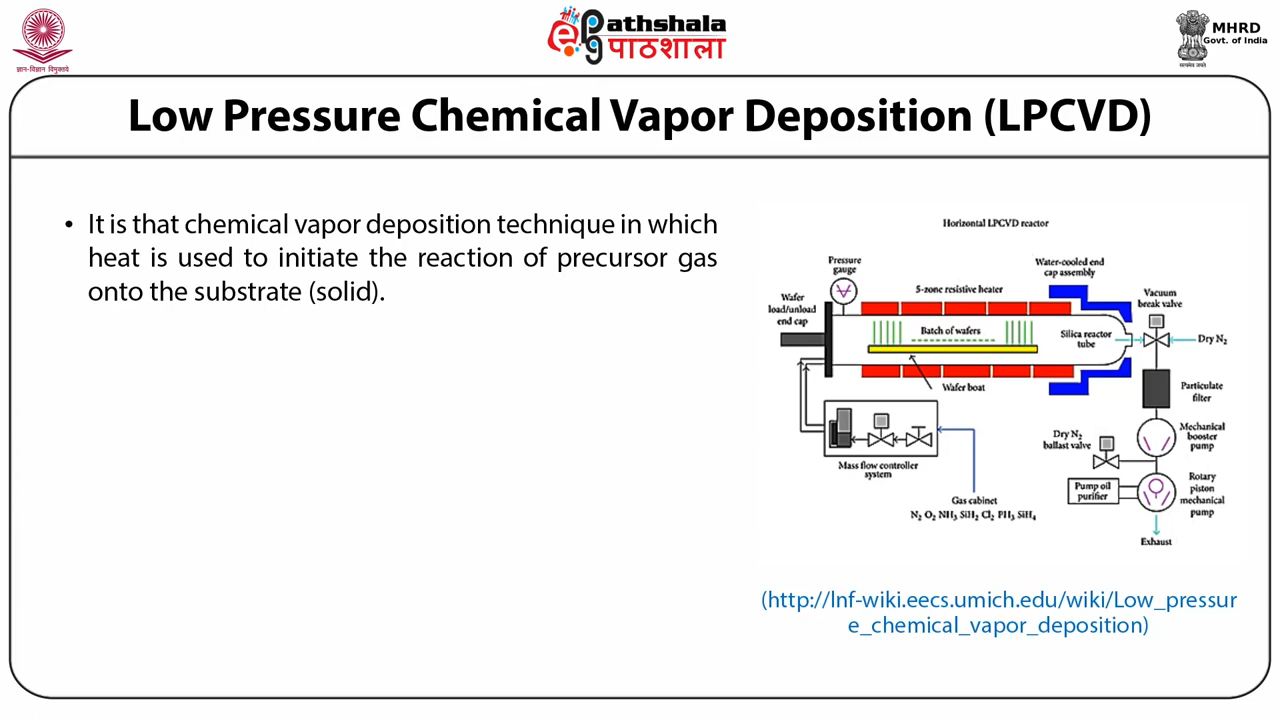 ज्ञान-विज्ञान विमुक्तये
ePathshala
पाठशाला
MHRD
Govt. of India
सत्यमेव जयते
Low Pressure Chemical Vapor Deposition (LPCVD)
• It is that chemical vapor deposition technique in which
heat is used to initiate the reaction of precursor gas
onto the substrate (solid).
Horizontal LPCVD reactor
Pressure
gauge
Water-cooled end
cap assembly
Wafer
load/unload
end cap
5-zone resistive heater
Vacuum
break valve
Batch of wafers
Silica reactor
tube
Dry N₂
Wafer boat
Particulate
filter
Mass flow controller
system
Dry N₂
ballast valve
Mechanical
booster
pump
Pump oil
purifier
Rotary
piston
mechanical
pump
Gas cabinet
N₂ O₂ NH₃ SiH₂ Cl₂ PH₃ SiH₄
Exhaust
(http://lnf-wiki.eecs.umich.edu/wiki/Low_pressur
e_chemical_vapor_deposition)